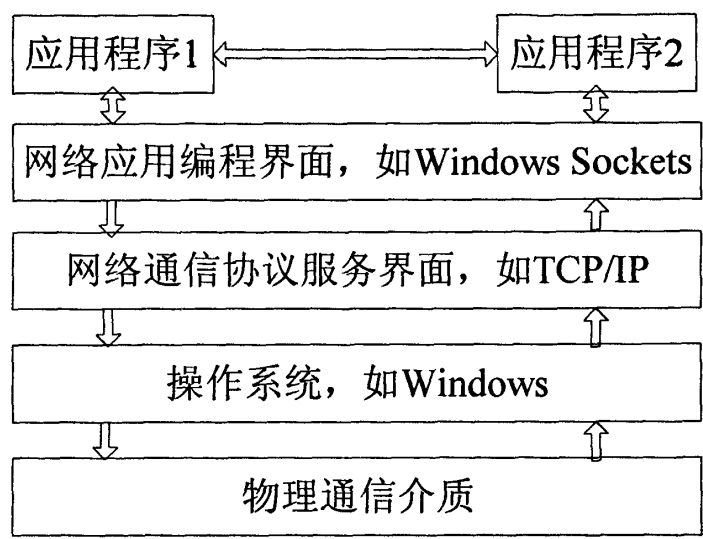 应用程序1
应用程序2
网络应用编程界面，如Windows Sockets
网络通信协议服务界面，如TCP/IP
操作系统，如Windows
物理通信介质